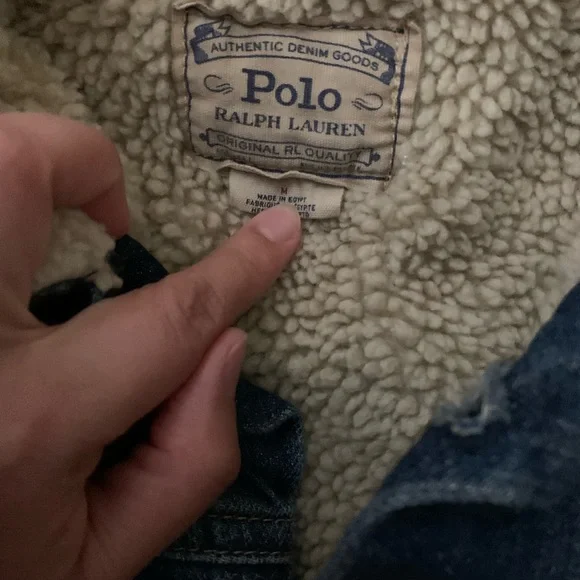 AUTHENTIC DENIM GOODS
Polo
RALPH LAUREN
ORIGINAL RL QUALITY
M
MADE IN EGYPT